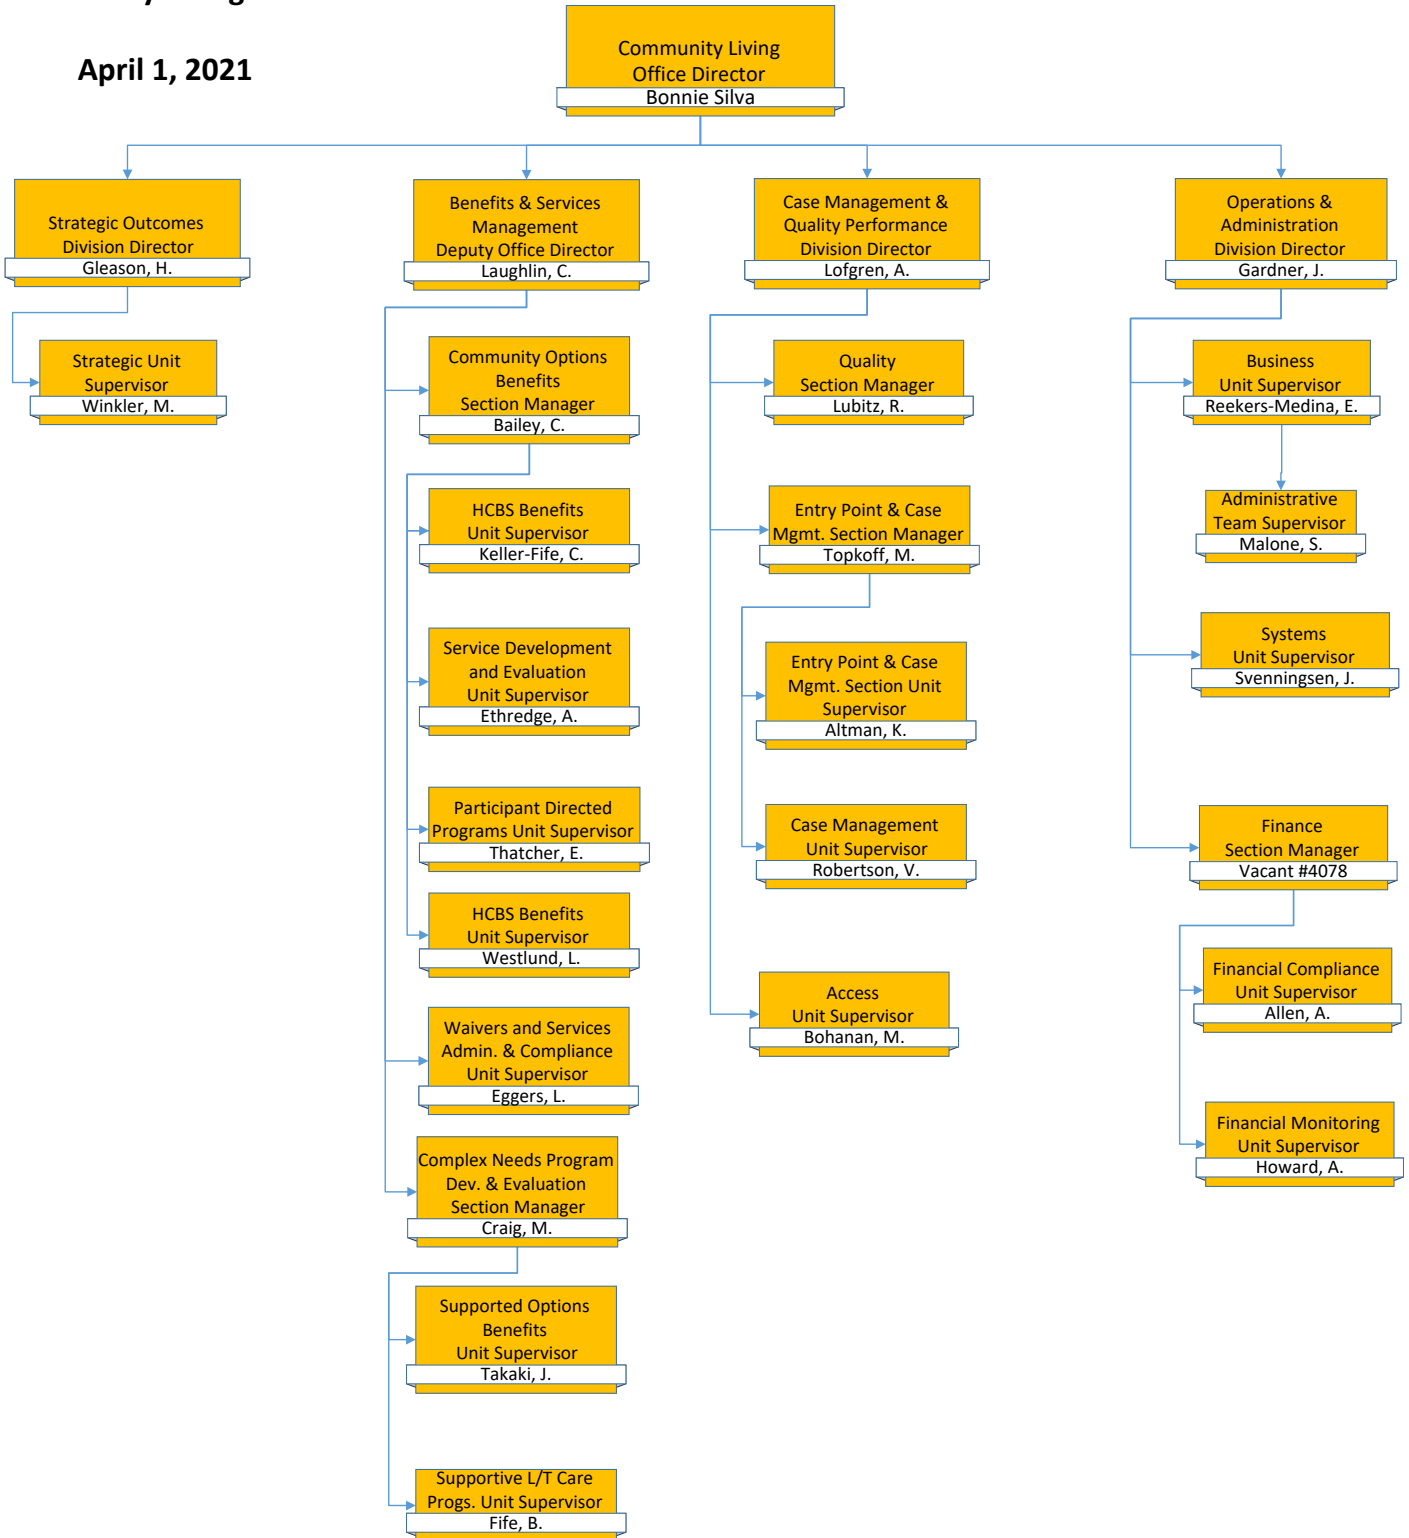 April 1, 2021
Community Living
Office Director
Bonnie Silva
Strategic Outcomes
Division Director
Gleason, H.
Strategic Unit
Supervisor
Winkler, M.
Benefits & Services
Management
Deputy Office Director
Laughlin, C.
Community Options
Benefits
Section Manager
Bailey, C.
HCBS Benefits
Unit Supervisor
Keller-Fife, C.
Service Development
and Evaluation
Unit Supervisor
Ethredge, A.
Participant Directed
Programs Unit Supervisor
Thatcher, E.
HCBS Benefits
Unit Supervisor
Westlund, L.
Waivers and Services
Admin. & Compliance
Unit Supervisor
Eggers, L.
Complex Needs Program
Dev. & Evaluation
Section Manager
Craig, M.
Supported Options
Benefits
Unit Supervisor
Takaki, J.
Supportive L/T Care
Progs. Unit Supervisor
Fife, B.
Case Management &
Quality Performance
Division Director
Lofgren, A.
Quality
Section Manager
Lubitz, R.
Entry Point & Case
Mgmt. Section Manager
Topkoff, M.
Entry Point & Case
Mgmt. Section Unit
Supervisor
Altman, K.
Case Management
Unit Supervisor
Robertson, V.
Access
Unit Supervisor
Bohanan, M.
Operations &
Administration
Division Director
Gardner, J.
Business
Unit Supervisor
Reekers-Medina, E.
Administrative
Team Supervisor
Malone, S.
Systems
Unit Supervisor
Svenningsen, J.
Finance
Section Manager
Vacant #4078
Financial Compliance
Unit Supervisor
Allen, A.
Financial Monitoring
Unit Supervisor
Howard, A.